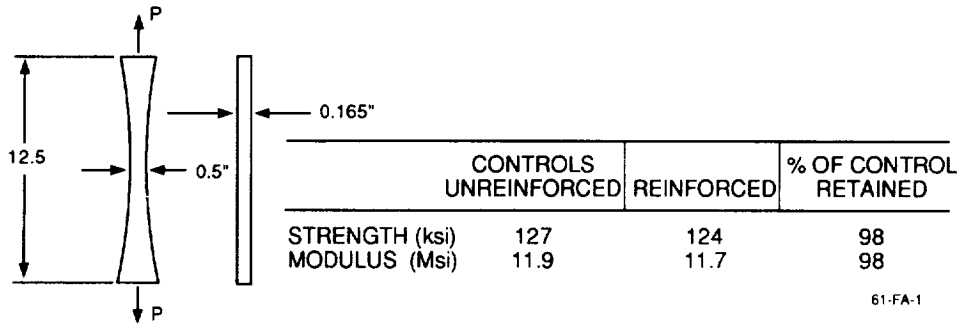 P
12.5
0.5"
0.165"
P
CONTROLS UNREINFORCED REINFORCED % OF CONTROL RETAINED
STRENGTH (ksi) 127 124 98
MODULUS (Msi) 11.9 11.7 98
61-FA-1